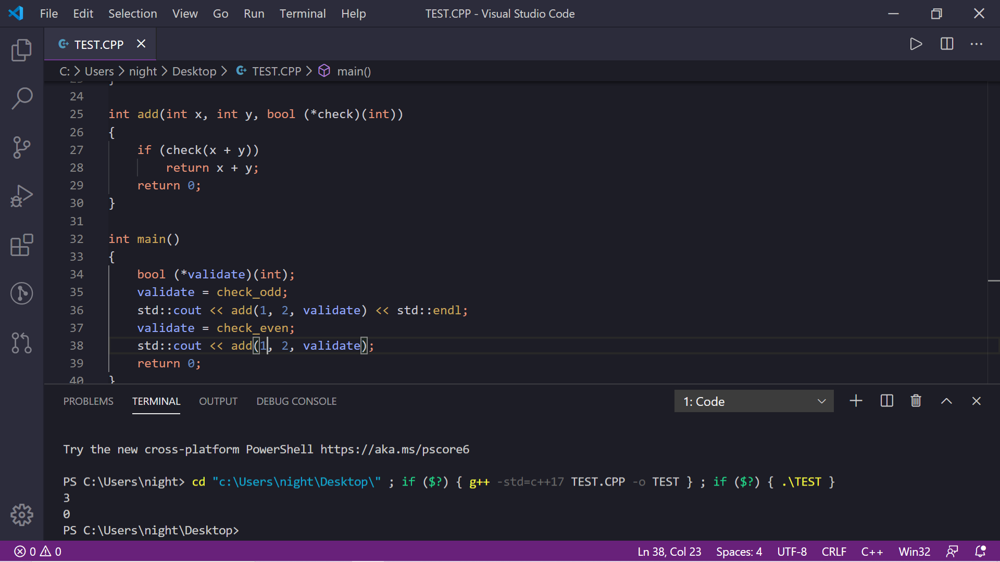 File Edit Selection View Go Run Terminal Help TEST.CPP - Visual Studio Code
TEST.CPP
C: > Users > night > Desktop > TEST.CPP > main()
24
25 int add(int x, int y, bool (*check)(int))
26 {
27 if (check(x + y))
28 return x + y;
29 return 0;
30 }
31
32 int main()
33 {
34 bool (*validate)(int);
35 validate = check_odd;
36 std::cout << add(1, 2, validate) << std::endl;
37 validate = check_even;
38 std::cout << add(1, 2, validate);
39 return 0;
40 }
PROBLEMS TERMINAL OUTPUT DEBUG CONSOLE 1: Code
Try the new cross-platform PowerShell https://aka.ms/pscore6
PS C:\Users\night> cd "c:\Users\night\Desktop\" ; if ($?) { g++ -std=c++17 TEST.CPP -o TEST } ; if ($?) { .\TEST }
3
0
PS C:\Users\night\Desktop>
0 0 Ln 38, Col 23 Spaces: 4 UTF-8 CRLF C++ Win32